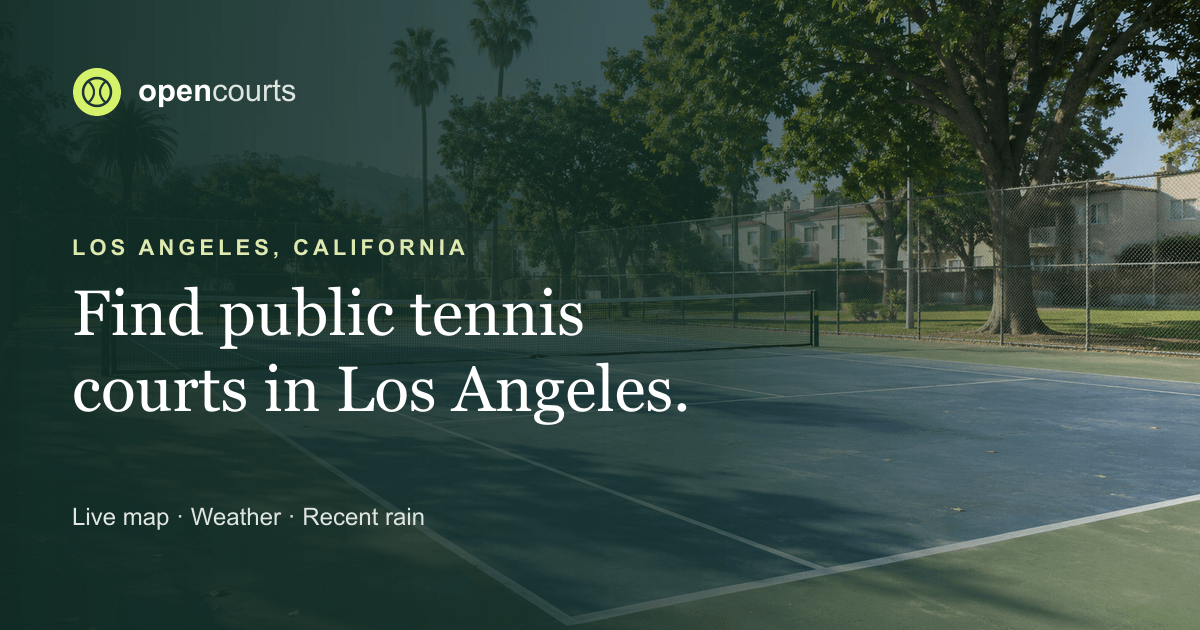 opencourts
LOS ANGELES, CALIFORNIA
Find public tennis
courts in Los Angeles.
Live map · Weather · Recent rain